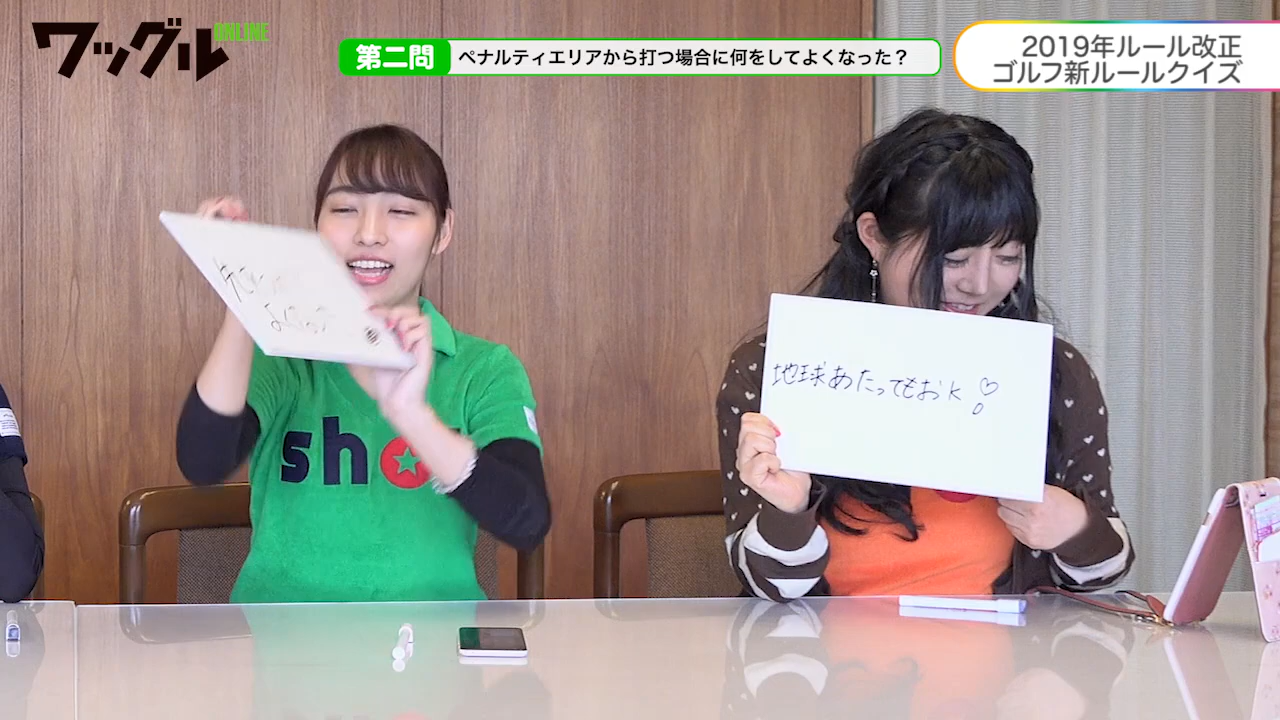 ワッグル ONLINE
第二問 ペナルティエリアから打つ場合に何をしてよくなった？
2019年ルール改正
ゴルフ新ルールクイズ
地球あたってもおK!